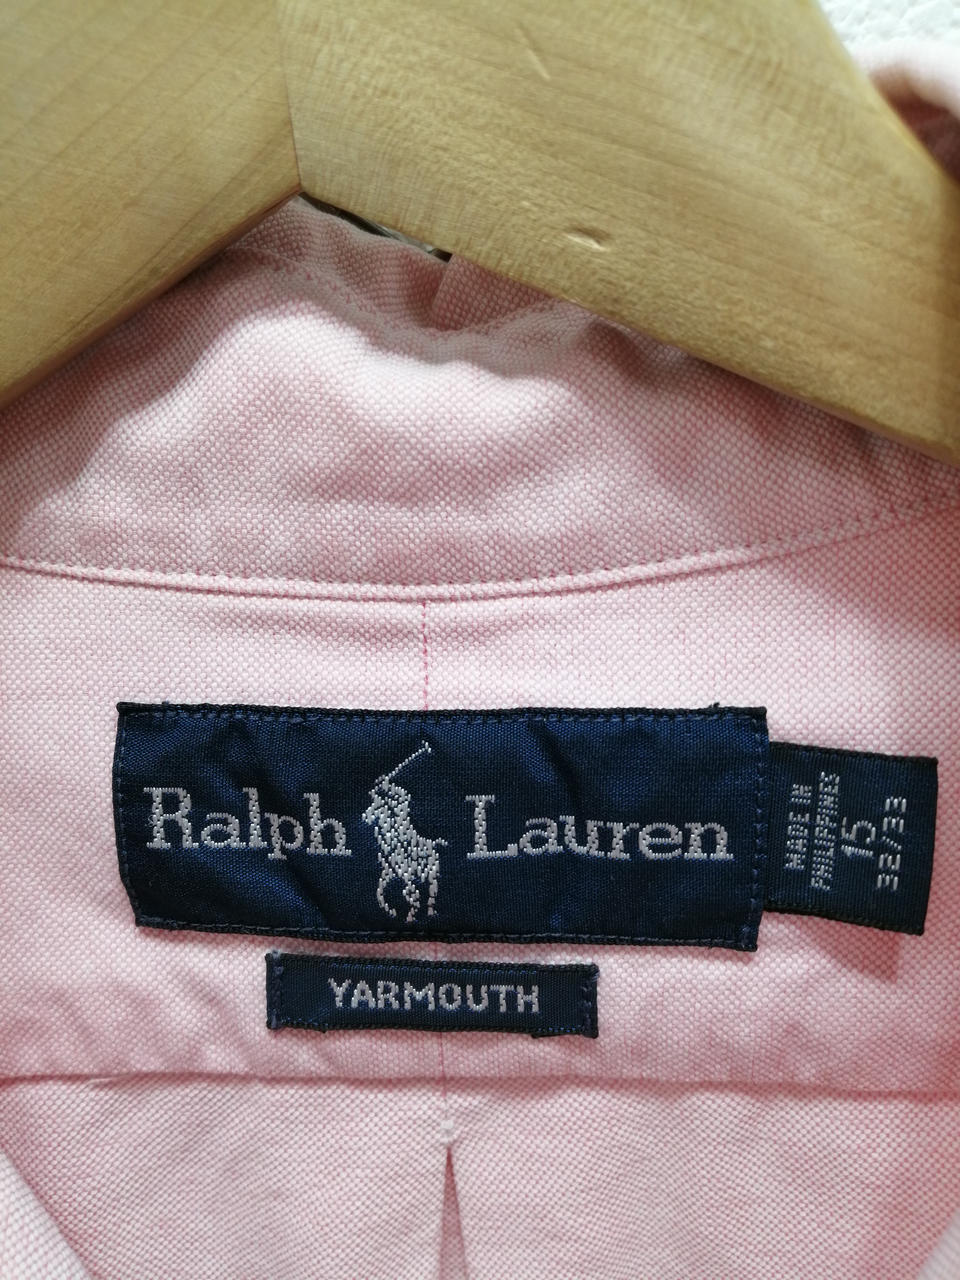 Ralph Lauren
MADE IN
PHILIPPINES
15
32/33
YARMOUTH